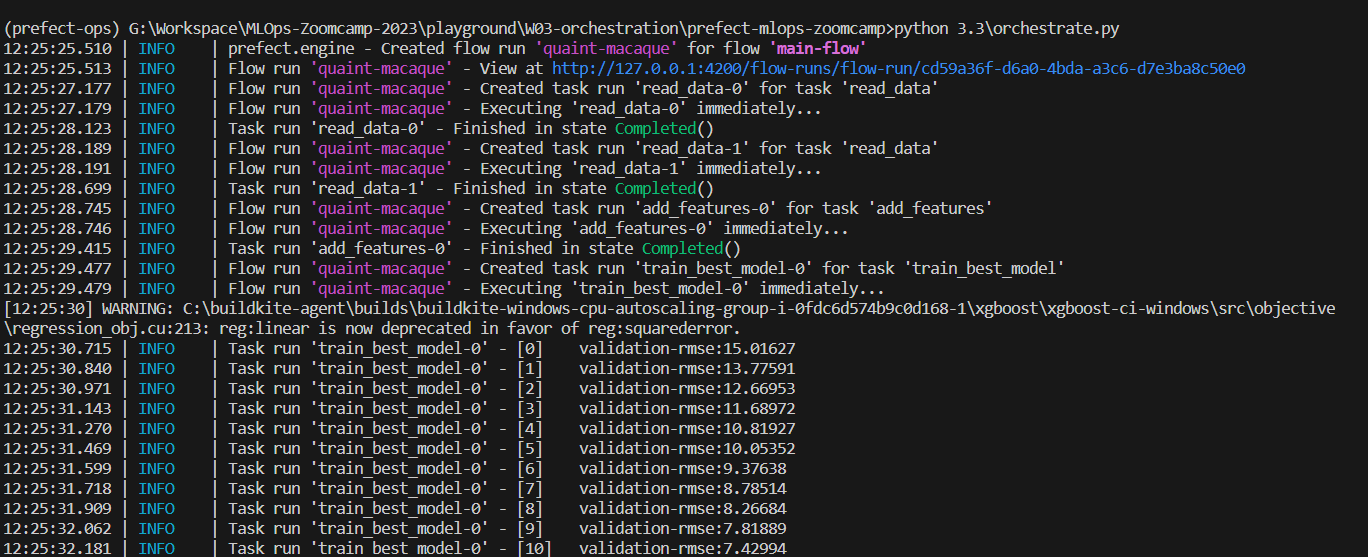 (prefect-ops) G:\Workspace\MLOps-Zoomcamp-2023\playground\W03-orchestration\prefect-mlops-zoomcamp>python 3.3\orchestrate.py
12:25:25.510 | INFO    | prefect.engine - Created flow run 'quaint-macaque' for flow 'main-flow'
12:25:25.513 | INFO    | Flow run 'quaint-macaque' - View at http://127.0.0.1:4200/flow-runs/flow-run/cd59a36f-d6a0-4bda-a3c6-d7e3ba8c50e0
12:25:27.177 | INFO    | Flow run 'quaint-macaque' - Created task run 'read_data-0' for task 'read_data'
12:25:27.179 | INFO    | Flow run 'quaint-macaque' - Executing 'read_data-0' immediately...
12:25:28.123 | INFO    | Task run 'read_data-0' - Finished in state Completed()
12:25:28.189 | INFO    | Flow run 'quaint-macaque' - Created task run 'read_data-1' for task 'read_data'
12:25:28.191 | INFO    | Flow run 'quaint-macaque' - Executing 'read_data-1' immediately...
12:25:28.699 | INFO    | Task run 'read_data-1' - Finished in state Completed()
12:25:28.745 | INFO    | Flow run 'quaint-macaque' - Created task run 'add_features-0' for task 'add_features'
12:25:28.746 | INFO    | Flow run 'quaint-macaque' - Executing 'add_features-0' immediately...
12:25:29.415 | INFO    | Task run 'add_features-0' - Finished in state Completed()
12:25:29.477 | INFO    | Flow run 'quaint-macaque' - Created task run 'train_best_model-0' for task 'train_best_model'
12:25:29.479 | INFO    | Flow run 'quaint-macaque' - Executing 'train_best_model-0' immediately...
[12:25:30] WARNING: C:\buildkite-agent\builds\buildkite-windows-cpu-autoscaling-group-i-0fdc6d574b9c0d168-1\xgboost\xgboost-ci-windows\src\objective
\regression_obj.cu:213: reg:linear is now deprecated in favor of reg:squarederror.
12:25:30.715 | INFO    | Task run 'train_best_model-0' - [0]    validation-rmse:15.01627
12:25:30.840 | INFO    | Task run 'train_best_model-0' - [1]    validation-rmse:13.77591
12:25:30.971 | INFO    | Task run 'train_best_model-0' - [2]    validation-rmse:12.66953
12:25:31.143 | INFO    | Task run 'train_best_model-0' - [3]    validation-rmse:11.68972
12:25:31.270 | INFO    | Task run 'train_best_model-0' - [4]    validation-rmse:10.81927
12:25:31.469 | INFO    | Task run 'train_best_model-0' - [5]    validation-rmse:10.05352
12:25:31.599 | INFO    | Task run 'train_best_model-0' - [6]    validation-rmse:9.37638
12:25:31.718 | INFO    | Task run 'train_best_model-0' - [7]    validation-rmse:8.78514
12:25:31.909 | INFO    | Task run 'train_best_model-0' - [8]    validation-rmse:8.26684
12:25:32.062 | INFO    | Task run 'train_best_model-0' - [9]    validation-rmse:7.81889
12:25:32.181 | INFO    | Task run 'train_best_model-0' - [10]   validation-rmse:7.42994